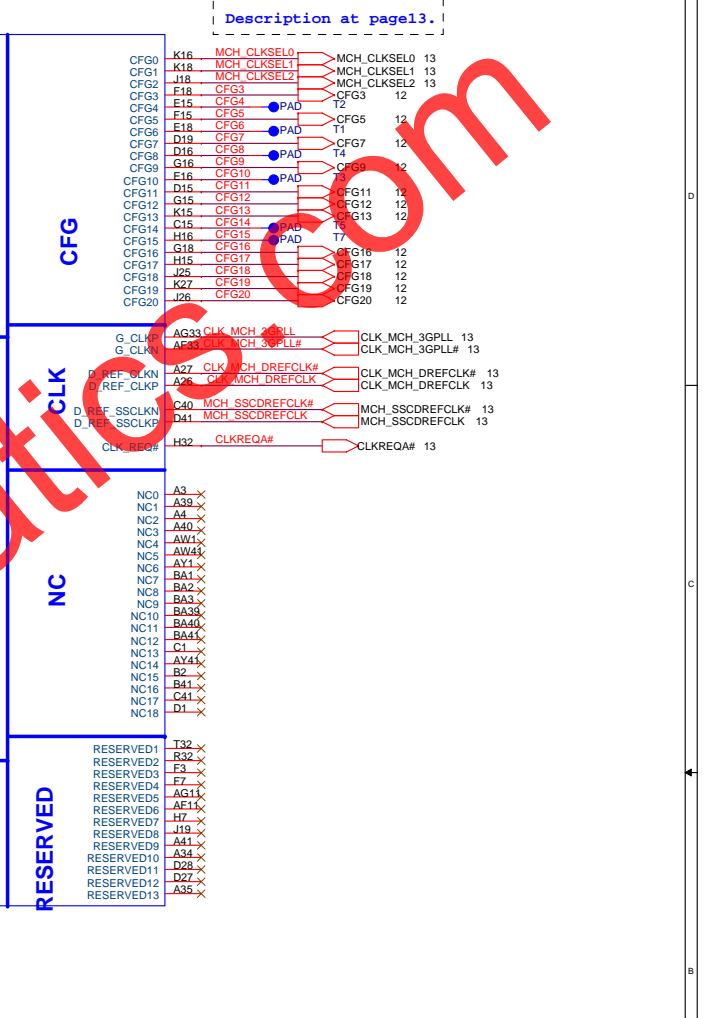 Description at page13.
CFG0 K16 MCH_CLKSEL0 MCH_CLKSEL0 13
CFG1 K18 MCH_CLKSEL1 MCH_CLKSEL1 13
CFG2 J18 MCH_CLKSEL2 MCH_CLKSEL2 13
CFG3 F18 CFG3 CFG3 12
CFG4 E15 CFG4 PAD T2
CFG5 F15 CFG5 CFG5 12
CFG6 E18 CFG6 PAD T1
CFG7 D19 CFG7 CFG7 12
CFG8 D16 CFG8 PAD T4
CFG9 G16 CFG9 CFG9 12
CFG10 E16 CFG10 PAD T3
CFG11 D15 CFG11 CFG11 12
CFG12 G15 CFG12 CFG12 12
CFG13 K15 CFG13 CFG13 12
CFG14 C15 CFG14 PAD T5
CFG15 H16 CFG15 PAD T7
CFG16 G18 CFG16 CFG16 12
CFG17 H15 CFG17 CFG17 12
CFG18 J25 CFG18 CFG18 12
CFG19 K27 CFG19 CFG19 12
CFG20 J26 CFG20 CFG20 12
CFG
G_CLKP AG33 CLK_MCH_3GPLL CLK_MCH_3GPLL 13
G_CLKN AF33 CLK_MCH_3GPLL# CLK_MCH_3GPLL# 13
D_REF_CLKN A27 CLK_MCH_DREFCLK# CLK_MCH_DREFCLK# 13
D_REF_CLKP A26 CLK_MCH_DREFCLK CLK_MCH_DREFCLK 13
D_REF_SSCLKN C40 MCH_SSCDREFCLK# MCH_SSCDREFCLK# 13
D_REF_SSCLKP D41 MCH_SSCDREFCLK MCH_SSCDREFCLK 13
CLK_REQ# H32 CLKREQA# CLKREQA# 13
CLK
NC0 A3
NC1 A39
NC2 A4
NC3 A40
NC4 AW1
NC5 AW41
NC6 AY1
NC7 BA1
NC8 BA2
NC9 BA3
NC10 BA39
NC11 BA40
NC12 BA41
NC13 C1
NC14 AY41
NC15 B2
NC16 B41
NC17 C41
NC18 D1
NC
RESERVED1 T32
RESERVED2 R32
RESERVED3 F3
RESERVED4 F7
RESERVED5 AG11
RESERVED6 AF11
RESERVED7 H7
RESERVED8 J19
RESERVED9 A41
RESERVED10 A34
RESERVED11 D28
RESERVED12 D27
RESERVED13 A35
RESERVED
D
C
B
atics.com